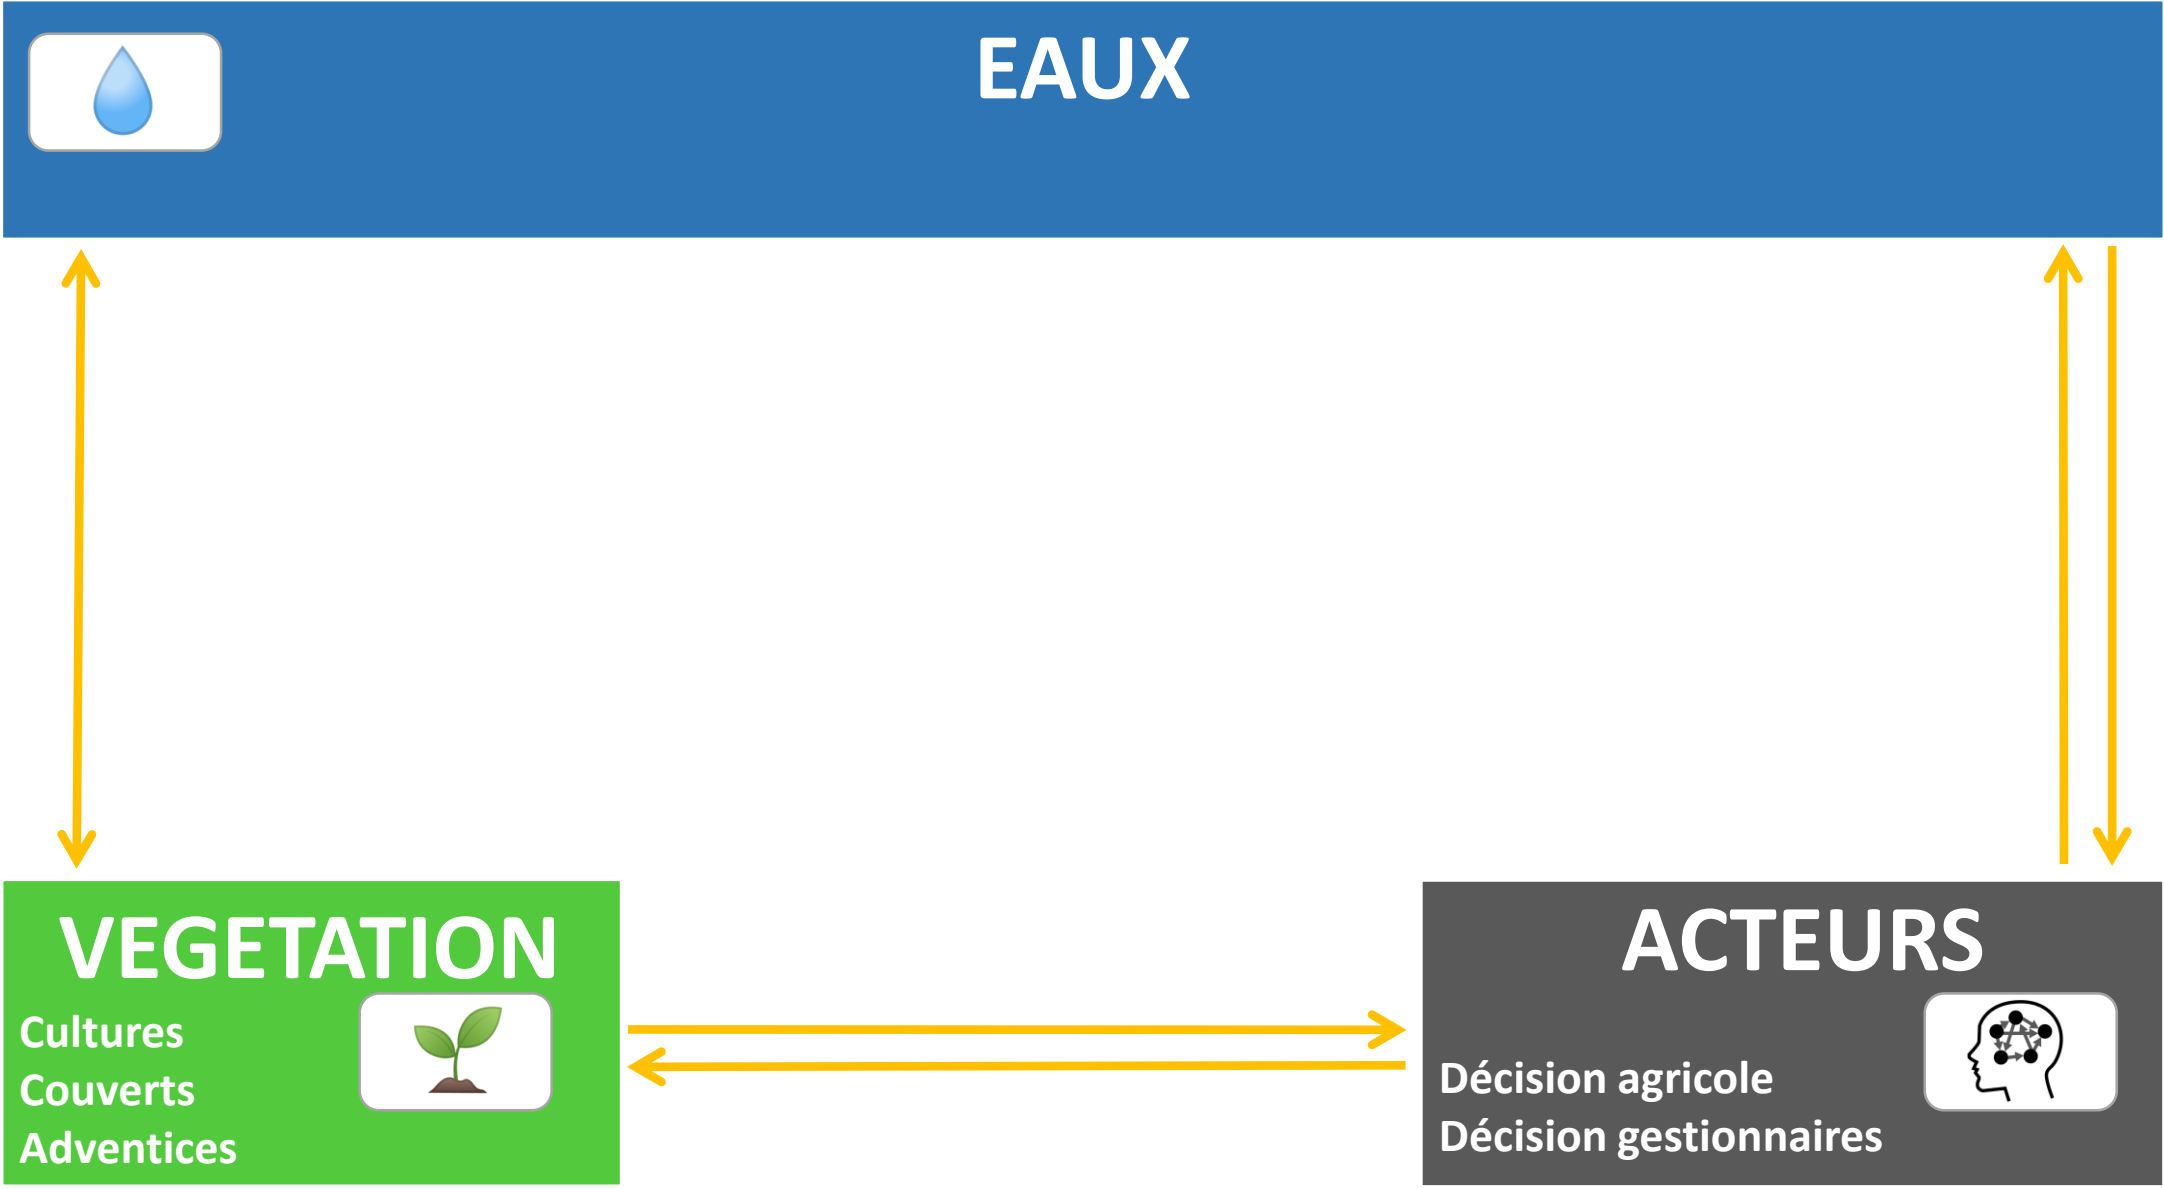 EAUX
VEGETATION
Cultures
Couverts
Adventices
ACTEURS
Décision agricole
Décision gestionnaires